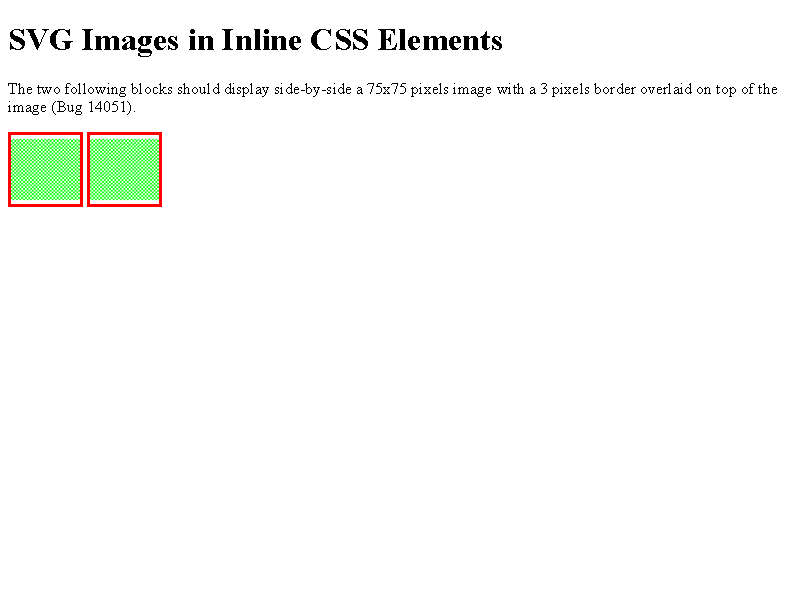 SVG Images in Inline CSS Elements
The two following blocks should display side-by-side a 75x75 pixels image with a 3 pixels border overlaid on top of the
image (Bug 14051).